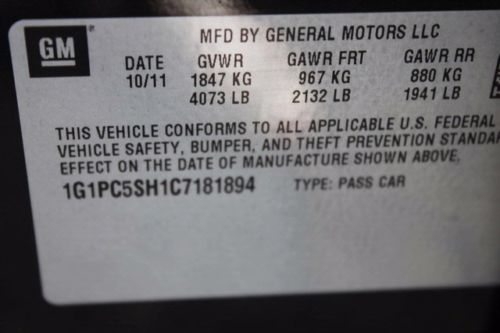 GM
MFD BY GENERAL MOTORS LLC
DATE GVWR GAWR FRT GAWR RR
10/11 1847 KG 967 KG 880 KG
4073 LB 2132 LB 1941 LB
THIS VEHICLE CONFORMS TO ALL APPLICABLE U.S. FEDERAL
VEHICLE SAFETY, BUMPER, AND THEFT PREVENTION STANDA
EFFECT ON THE DATE OF MANUFACTURE SHOWN ABOVE.
1G1PC5SH1C7181894 TYPE: PASS CAR